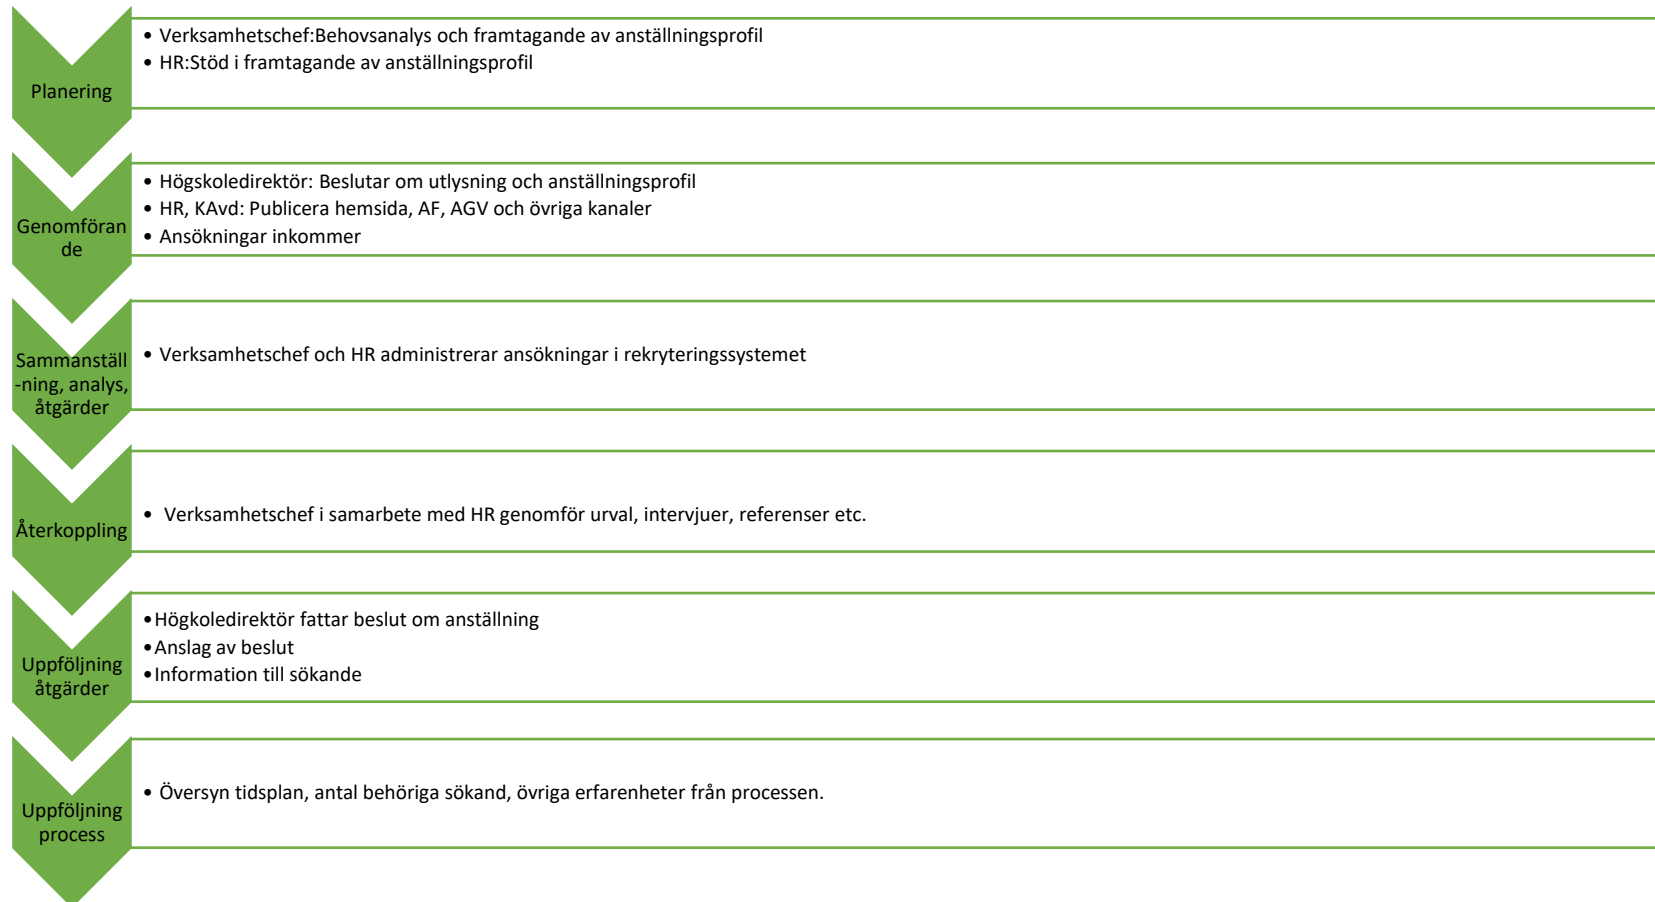 Planering
• Verksamhetschef:Behovsanalys och framtagande av anställningsprofil
• HR:Stöd i framtagande av anställningsprofil
Genomföran
de
• Högskoledirektör: Beslutar om utlysning och anställningsprofil
• HR, KAvd: Publicera hemsida, AF, AGV och övriga kanaler
• Ansökningar inkommer
Sammanställ
-ning, analys,
åtgärder
• Verksamhetschef och HR administrerar ansökningar i rekryteringssystemet
Återkoppling
• Verksamhetschef i samarbete med HR genomför urval, intervjuer, referenser etc.
Uppföljning
åtgärder
•Högkoledirektör fattar beslut om anställning
•Anslag av beslut
•Information till sökande
Uppföljning
process
• Översyn tidsplan, antal behöriga sökand, övriga erfarenheter från processen.